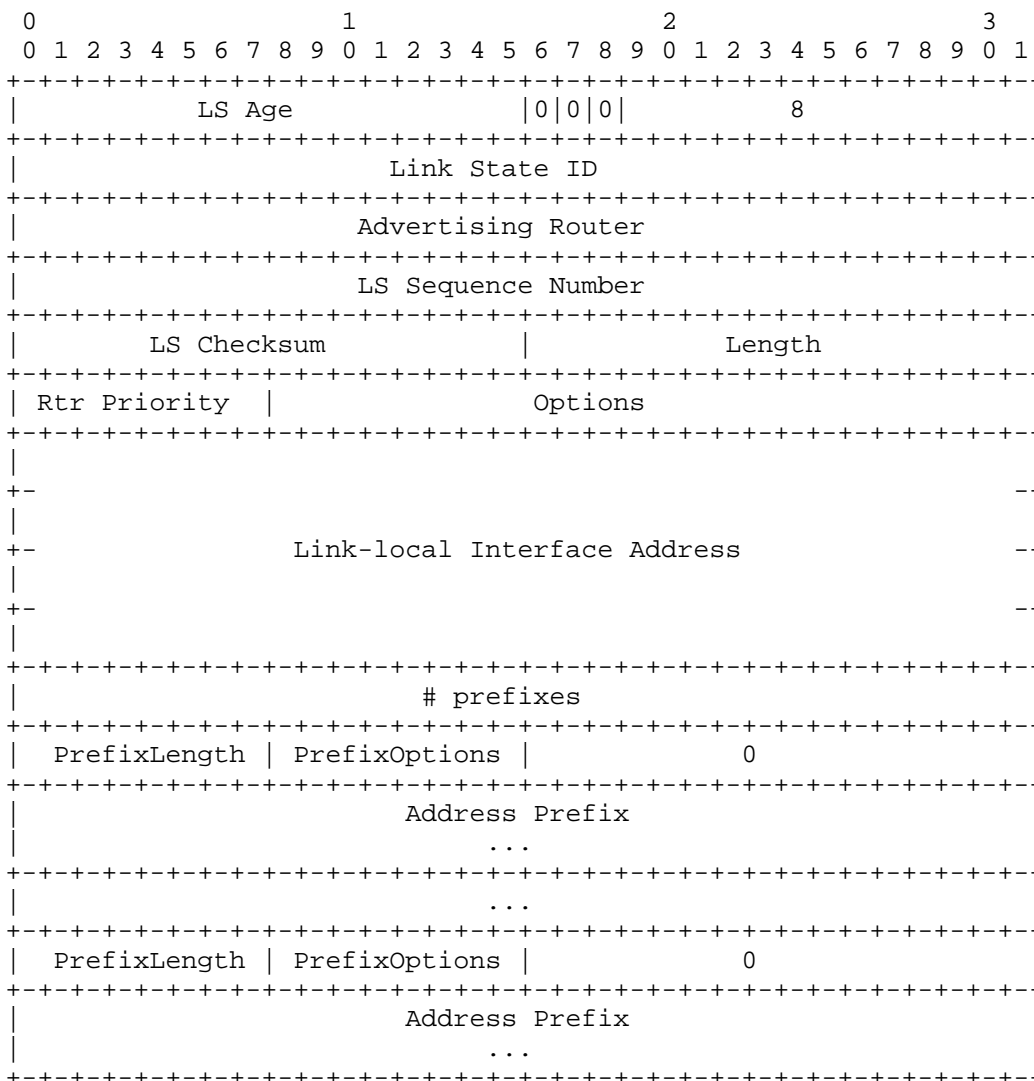 0                   1                   2                   3
 0 1 2 3 4 5 6 7 8 9 0 1 2 3 4 5 6 7 8 9 0 1 2 3 4 5 6 7 8 9 0 1
+-+-+-+-+-+-+-+-+-+-+-+-+-+-+-+-+-+-+-+-+-+-+-+-+-+-+-+-+-+-+-+-
|           LS Age              |0|0|0|          8
+-+-+-+-+-+-+-+-+-+-+-+-+-+-+-+-+-+-+-+-+-+-+-+-+-+-+-+-+-+-+-+-
|                       Link State ID
+-+-+-+-+-+-+-+-+-+-+-+-+-+-+-+-+-+-+-+-+-+-+-+-+-+-+-+-+-+-+-+-
|                     Advertising Router
+-+-+-+-+-+-+-+-+-+-+-+-+-+-+-+-+-+-+-+-+-+-+-+-+-+-+-+-+-+-+-+-
|                     LS Sequence Number
+-+-+-+-+-+-+-+-+-+-+-+-+-+-+-+-+-+-+-+-+-+-+-+-+-+-+-+-+-+-+-+-
|        LS Checksum            |            Length
+-+-+-+-+-+-+-+-+-+-+-+-+-+-+-+-+-+-+-+-+-+-+-+-+-+-+-+-+-+-+-+-
| Rtr Priority  |                Options
+-+-+-+-+-+-+-+-+-+-+-+-+-+-+-+-+-+-+-+-+-+-+-+-+-+-+-+-+-+-+-+-
|
+-                                                             -
|
+-                Link-local Interface Address                 -
|
+-                                                             -
|
+-+-+-+-+-+-+-+-+-+-+-+-+-+-+-+-+-+-+-+-+-+-+-+-+-+-+-+-+-+-+-+-
|                         # prefixes
+-+-+-+-+-+-+-+-+-+-+-+-+-+-+-+-+-+-+-+-+-+-+-+-+-+-+-+-+-+-+-+-
|  PrefixLength | PrefixOptions |             0
+-+-+-+-+-+-+-+-+-+-+-+-+-+-+-+-+-+-+-+-+-+-+-+-+-+-+-+-+-+-+-+-
|                        Address Prefix
|                             ...
+-+-+-+-+-+-+-+-+-+-+-+-+-+-+-+-+-+-+-+-+-+-+-+-+-+-+-+-+-+-+-+-
|                             ...
+-+-+-+-+-+-+-+-+-+-+-+-+-+-+-+-+-+-+-+-+-+-+-+-+-+-+-+-+-+-+-+-
|  PrefixLength | PrefixOptions |             0
+-+-+-+-+-+-+-+-+-+-+-+-+-+-+-+-+-+-+-+-+-+-+-+-+-+-+-+-+-+-+-+-
|                        Address Prefix
|                             ...
+-+-+-+-+-+-+-+-+-+-+-+-+-+-+-+-+-+-+-+-+-+-+-+-+-+-+-+-+-+-+-+-